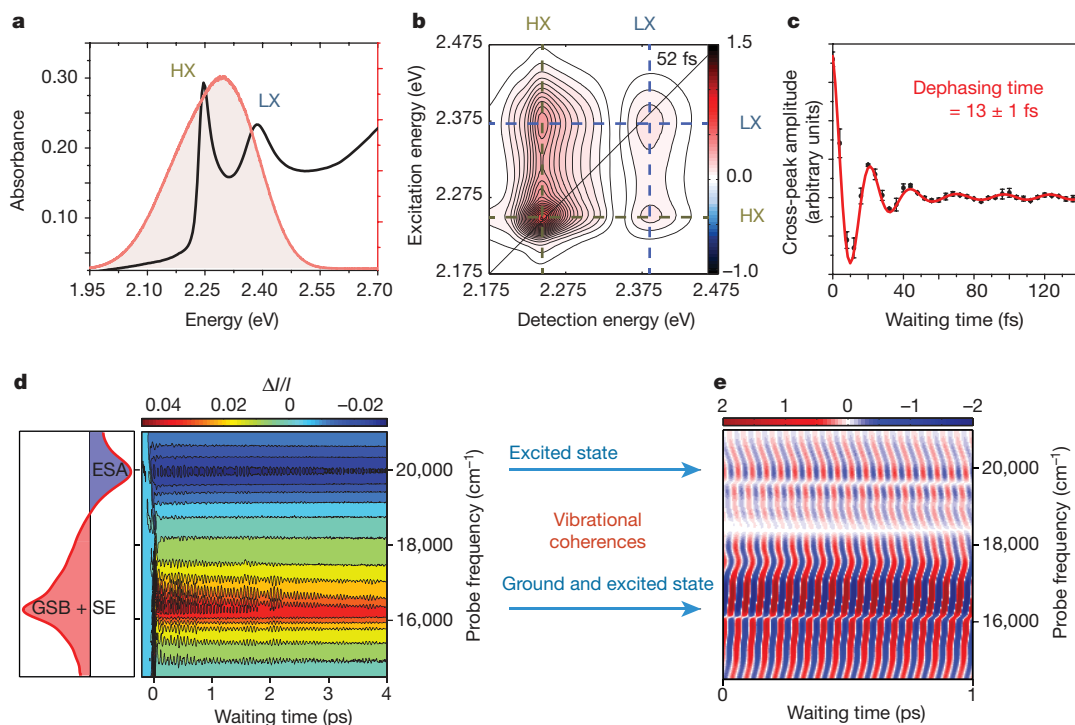 a
Absorbance
0.30
0.20
0.10
HX
LX
1.95
2.10
2.25
2.40
2.55
2.70
Energy (eV)
b
HX
LX
Excitation energy (eV)
2.475
2.375
2.275
2.175
52 fs
1.5
LX
0.0
HX
−1.0
2.175
2.275
2.375
2.475
Detection energy (eV)
c
Cross-peak amplitude
(arbitrary units)
Dephasing time
= 13 ± 1 fs
0
40
80
120
Waiting time (fs)
d
ΔI/I
0.04
0.02
0
−0.02
ESA
GSB + SE
20,000
18,000
16,000
Probe frequency (cm−1)
0
1
2
3
4
Waiting time (ps)
Excited state
Vibrational
coherences
Ground and excited state
e
2
1
0
−1
−2
20,000
18,000
16,000
Probe frequency (cm−1)
0
1
Waiting time (ps)